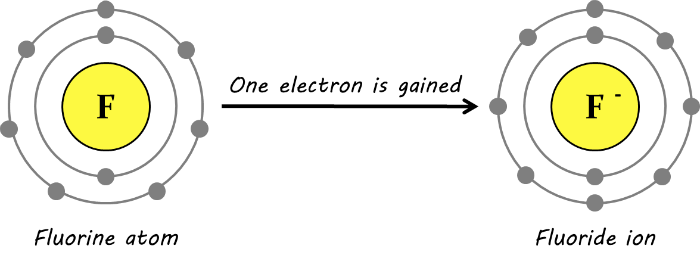 One electron is gained
F
F -
Fluorine atom
Fluoride ion